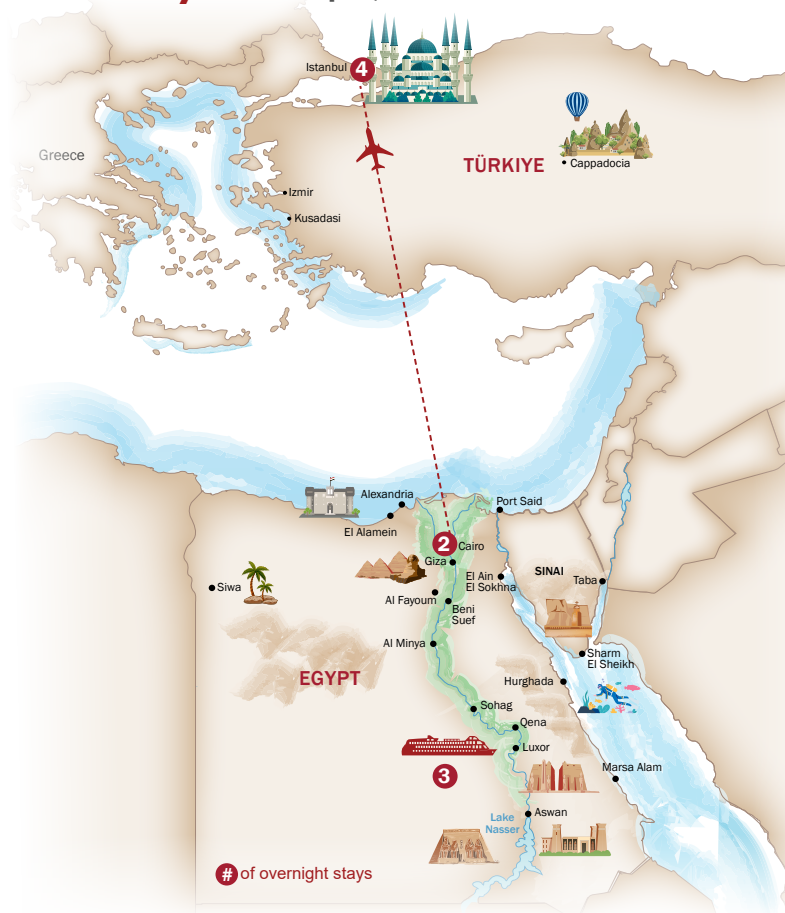 Istanbul
4
Greece
TÜRKIYE
Cappadocia
Izmir
Kusadasi
Alexandria
Port Said
El Alamein
2
Cairo
Giza
El Ain
El Sokhna
SINAI
Taba
Siwa
Al Fayoum
Beni
Suef
Al Minya
Sharm
El Sheikh
EGYPT
Hurghada
Sohag
Qena
Luxor
3
Marsa Alam
Lake
Nasser
Aswan
# of overnight stays